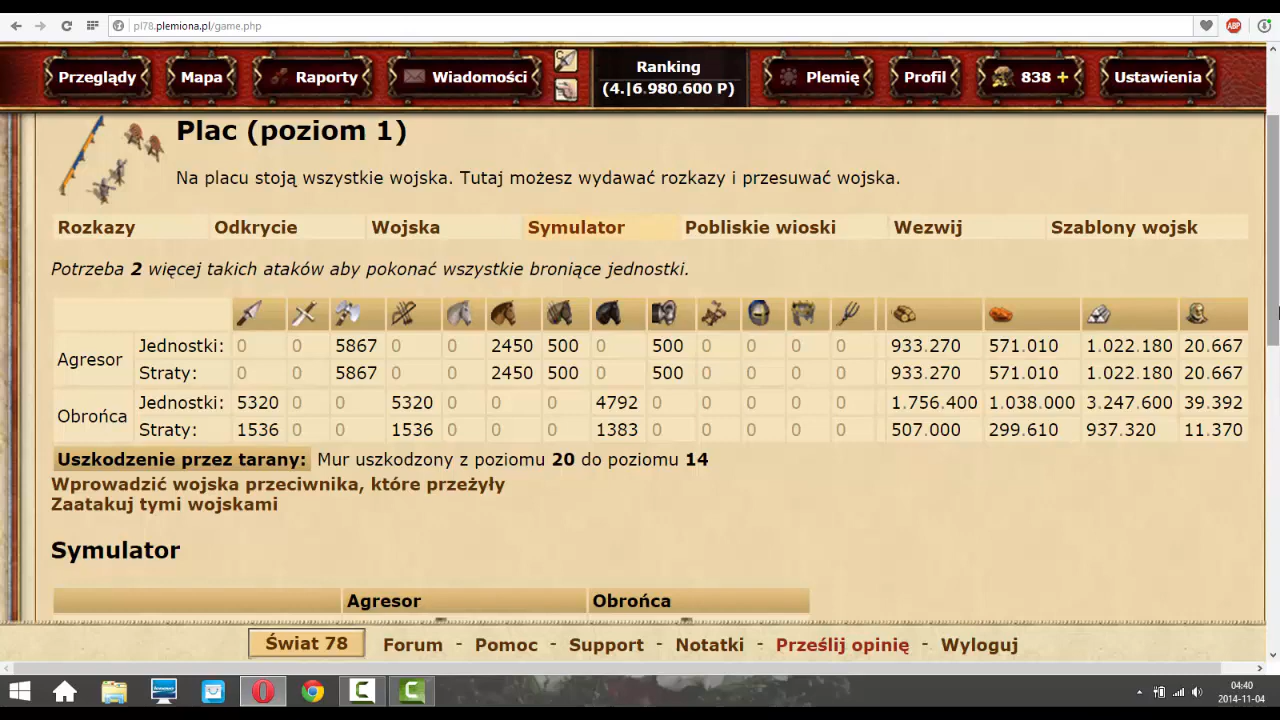 pl78.plemiona.pl/game.php
ABP
Przeglądy Mapa Raporty Wiadomości Ranking (4.|6.980.600 P) Plemię Profil 838 + Ustawienia
Plac (poziom 1)
Na placu stoją wszystkie wojska. Tutaj możesz wydawać rozkazy i przesuwać wojska.
Rozkazy Odkrycie Wojska Symulator Pobliskie wioski Wezwij Szablony wojsk
Potrzeba 2 więcej takich ataków aby pokonać wszystkie broniące jednostki.
Agresor
Jednostki: 0 0 5867 0 0 2450 500 0 500 0 0 0 0 933.270 571.010 1.022.180 20.667
Straty: 0 0 5867 0 0 2450 500 0 500 0 0 0 0 933.270 571.010 1.022.180 20.667
Obrońca
Jednostki: 5320 0 0 5320 0 0 0 4792 0 0 0 0 0 1.756.400 1.038.000 3.247.600 39.392
Straty: 1536 0 0 1536 0 0 0 1383 0 0 0 0 0 507.000 299.610 937.320 11.370
Uszkodzenie przez tarany: Mur uszkodzony z poziomu 20 do poziomu 14
Wprowadzić wojska przeciwnika, które przeżyły
Zaatakuj tymi wojskami
Symulator
Agresor Obrońca
Świat 78 Forum - Pomoc - Support - Notatki - Prześlij opinię - Wyloguj
04:40
2014-11-04